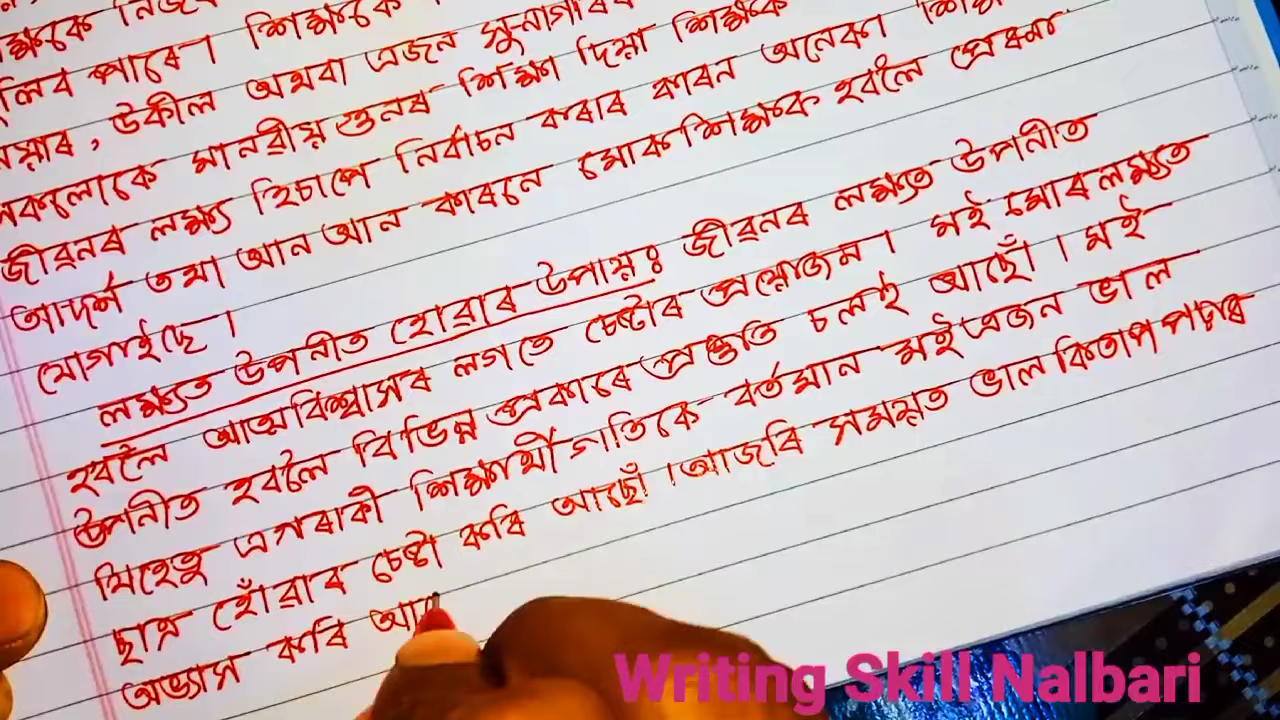 ক্ষকে নিজৰ
লিব পাৰে। শিক্ষকে
য়াৰ, উকীল অথবা এজন সুনাগৰিক
সকলোকে মানৱীয় গুনৰ শিক্ষা দিয়া শিক্ষকে
জীৱনৰ লক্ষ্য হিচাপে নিৰ্বাচন কৰাৰ কাৰন অনেক। শিক্ষ
আদৰ্শ তথা আন আন কাৰনে মোক শিক্ষক হবলৈ প্ৰেৰণা
যোগাইছে।
লক্ষ্যত উপনীত হোৱাৰ উপায়ঃ জীৱনৰ লক্ষ্যত উপনীত
হবলৈ আত্মবিশ্বাসৰ লগতে চেষ্টাৰ প্ৰয়োজন। মই মোৰ লক্ষ্যতে
উপনীত হবলৈ বিভিন্ন প্ৰকাৰে প্ৰস্তুতি চলাই আছোঁ। মই
যিহেতু এগৰাকী শিক্ষাৰ্থী গতিকে বৰ্তমান মই এজন ভাল
ছাত্ৰ হোঁৱাৰ চেষ্টা কৰি আছোঁ। আজৰি সময়ত ভাল কিতাপ পঢ়াৰ
অভ্যাস কৰি আ
Writing Skill Nalbari